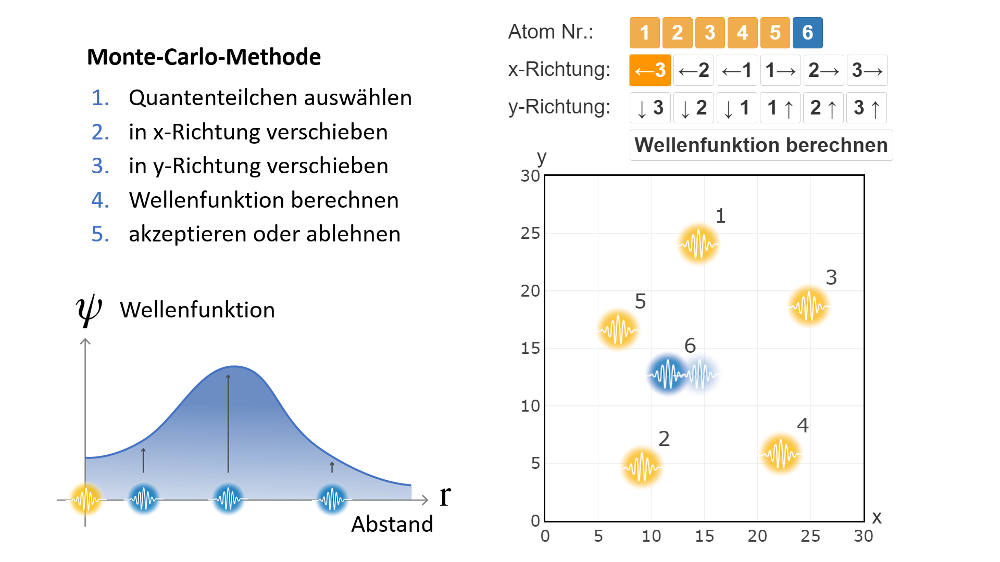 Monte-Carlo-Methode
1. Quantenteilchen auswählen
2. in x-Richtung verschieben
3. in y-Richtung verschieben
4. Wellenfunktion berechnen
5. akzeptieren oder ablehnen
ψ Wellenfunktion
r
Abstand
Atom Nr.: 1 2 3 4 5 6
x-Richtung: ←3 ←2 ←1 1→ 2→ 3→
y-Richtung: ↓ 3 ↓ 2 ↓ 1 1 ↑ 2 ↑ 3 ↑
Wellenfunktion berechnen
y
30
25
20
15
10
5
0
1
3
5
6
4
2
x
0 5 10 15 20 25 30